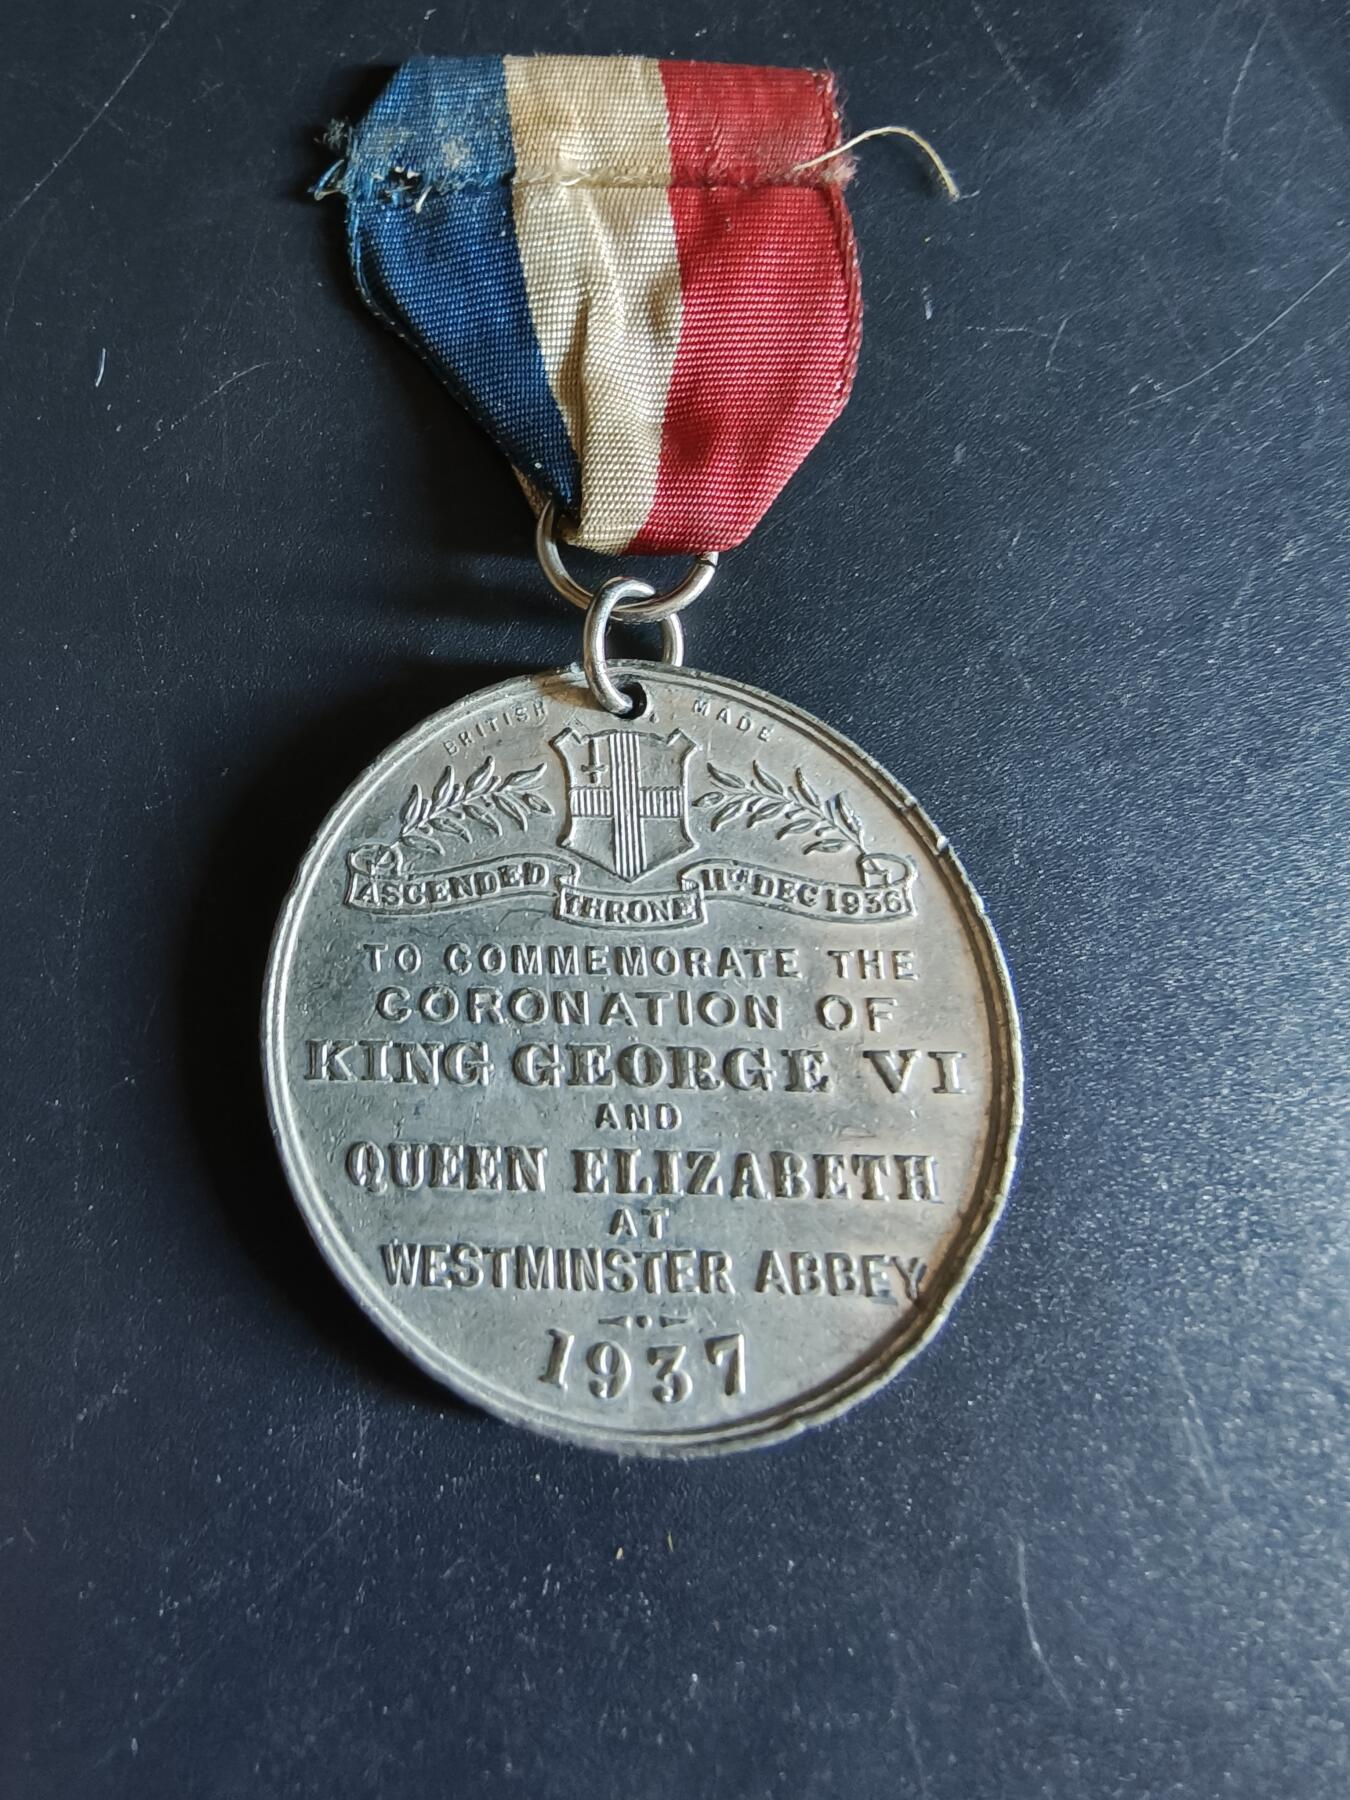 BRITISH MADE
ASCENDED THRONE 11TH DEC 1936
TO COMMEMORATE THE
CORONATION OF
KING GEORGE VI
AND
QUEEN ELIZABETH
AT
WESTMINSTER ABBEY
1937